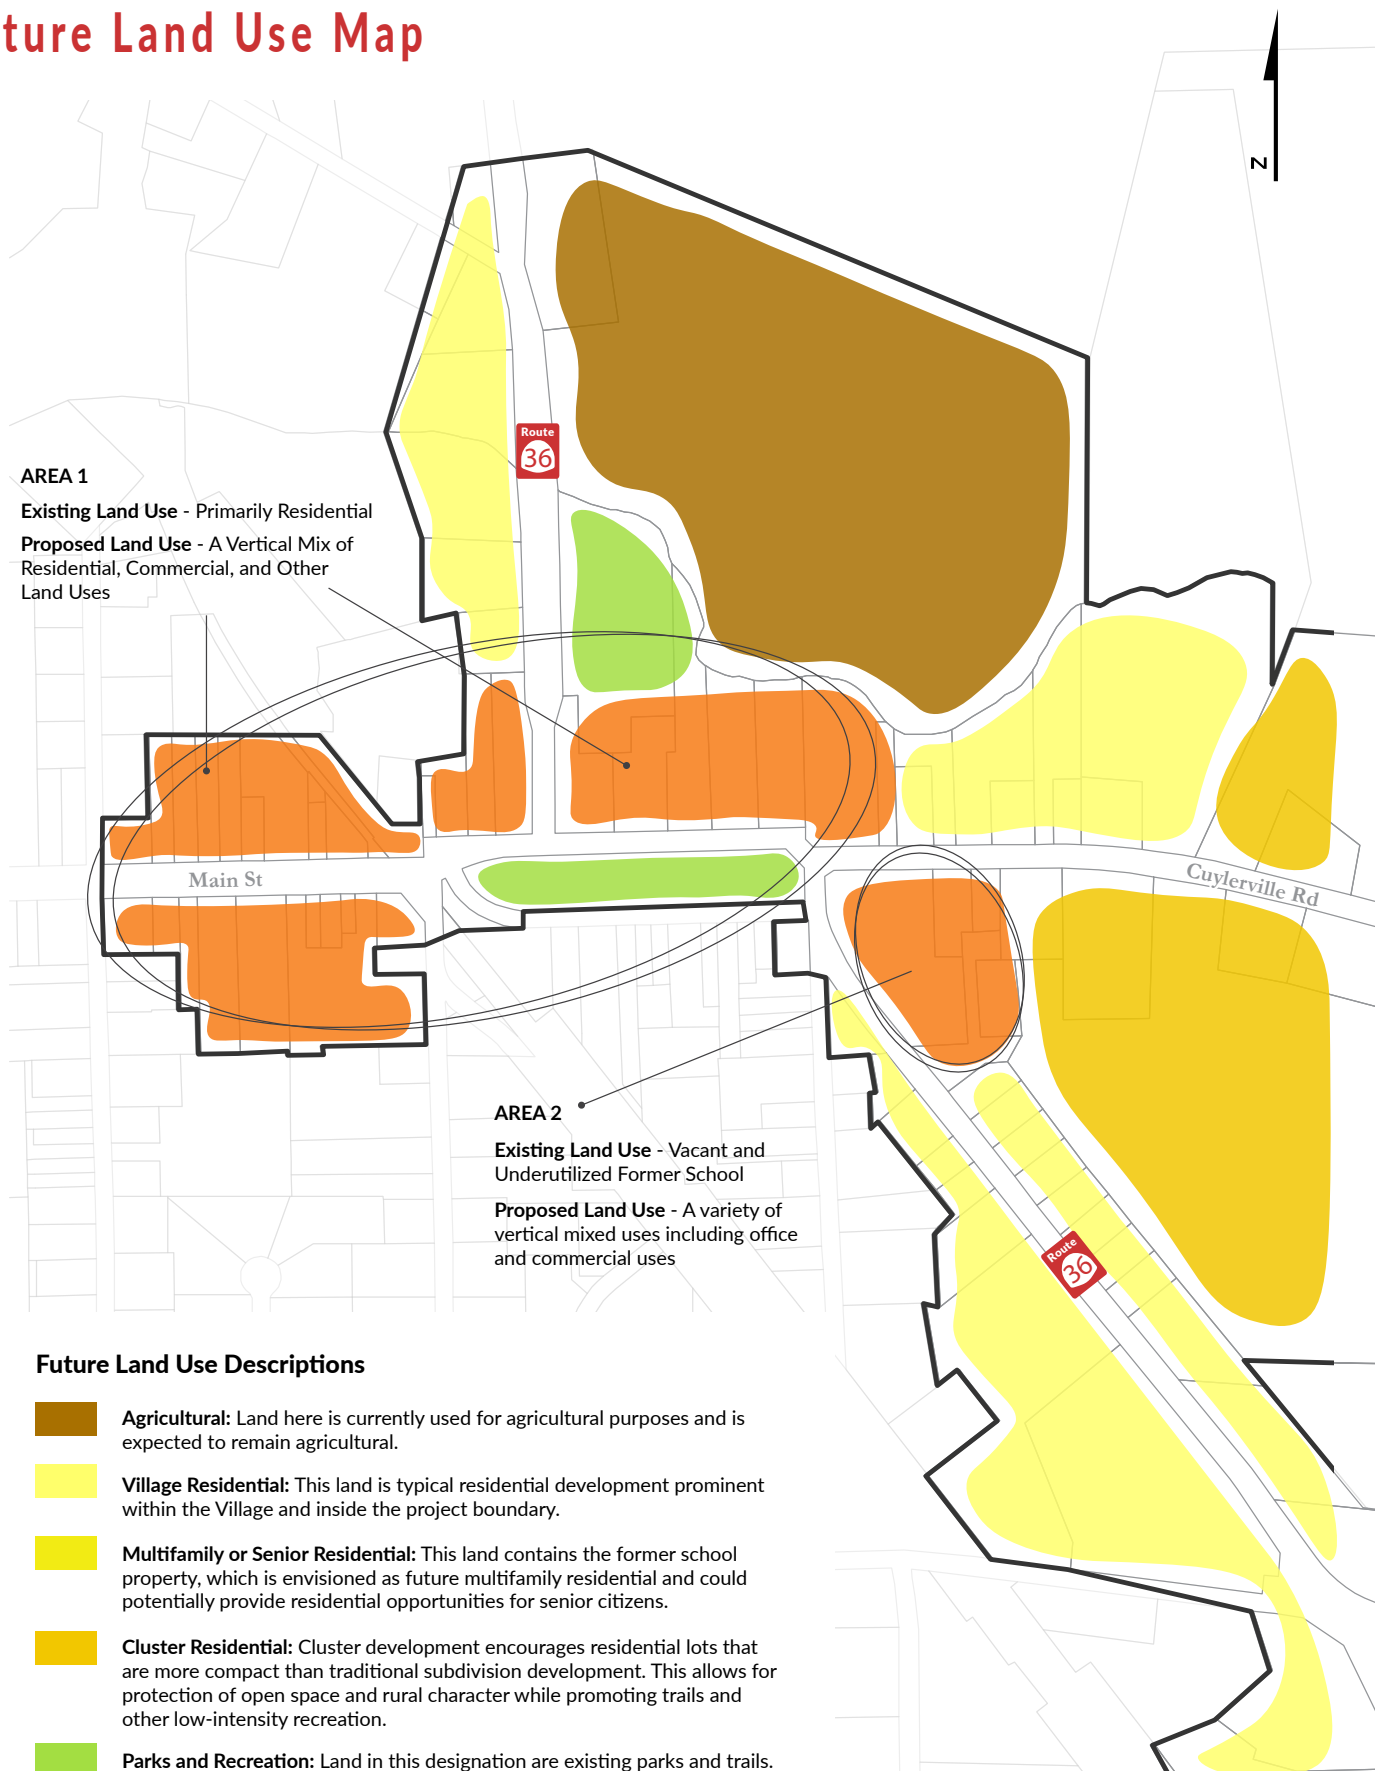 ture Land Use Map
N
Route
36
AREA 1
Existing Land Use - Primarily Residential
Proposed Land Use - A Vertical Mix of
Residential, Commercial, and Other
Land Uses
Main St
Cuylerville Rd
AREA 2
Existing Land Use - Vacant and
Underutilized Former School
Proposed Land Use - A variety of
vertical mixed uses including office
and commercial uses
Route
36
Future Land Use Descriptions
Agricultural: Land here is currently used for agricultural purposes and is
expected to remain agricultural.
Village Residential: This land is typical residential development prominent
within the Village and inside the project boundary.
Multifamily or Senior Residential: This land contains the former school
property, which is envisioned as future multifamily residential and could
potentially provide residential opportunities for senior citizens.
Cluster Residential: Cluster development encourages residential lots that
are more compact than traditional subdivision development. This allows for
protection of open space and rural character while promoting trails and
other low-intensity recreation.
Parks and Recreation: Land in this designation are existing parks and trails.